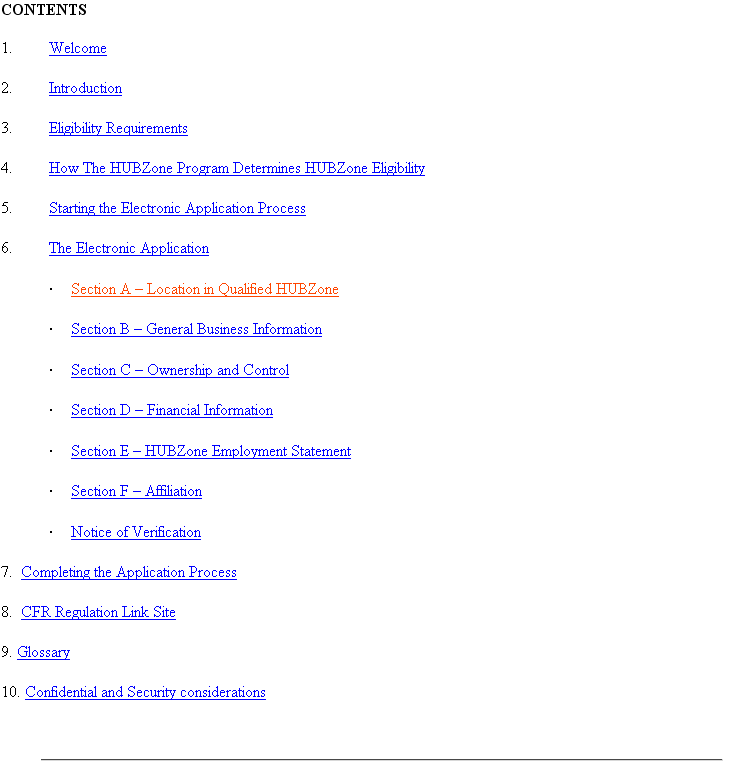 CONTENTS
1. Welcome
2. Introduction
3. Eligibility Requirements
4. How The HUBZone Program Determines HUBZone Eligibility
5. Starting the Electronic Application Process
6. The Electronic Application
· Section A – Location in Qualified HUBZone
· Section B – General Business Information
· Section C – Ownership and Control
· Section D – Financial Information
· Section E – HUBZone Employment Statement
· Section F – Affiliation
· Notice of Verification
7. Completing the Application Process
8. CFR Regulation Link Site
9. Glossary
10. Confidential and Security considerations